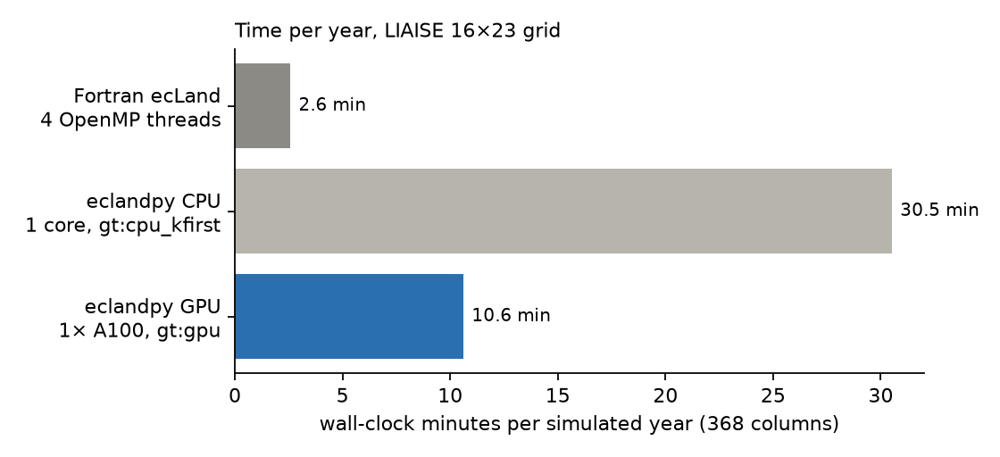 Time per year, LIAISE 16×23 grid
Fortran ecLand
4 OpenMP threads
2.6 min
eclandpy CPU
1 core, gt:cpu_kfirst
30.5 min
eclandpy GPU
1× A100, gt:gpu
10.6 min
0 5 10 15 20 25 30
wall-clock minutes per simulated year (368 columns)